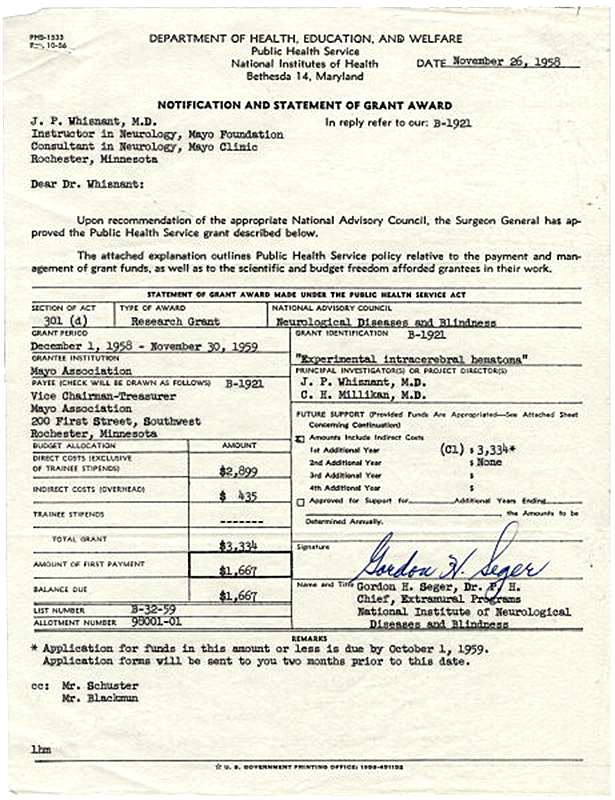 PHS-1533
Rev. 10-56
DEPARTMENT OF HEALTH, EDUCATION, AND WELFARE
Public Health Service
National Institutes of Health
Bethesda 14, Maryland
DATE November 26, 1958
NOTIFICATION AND STATEMENT OF GRANT AWARD
J. P. Whisnant, M.D.
Instructor in Neurology, Mayo Foundation
Consultant in Neurology, Mayo Clinic
Rochester, Minnesota
In reply refer to our: B-1921
Dear Dr. Whisnant:
Upon recommendation of the appropriate National Advisory Council, the Surgeon General has ap-
proved the Public Health Service grant described below.
The attached explanation outlines Public Health Service policy relative to the payment and man-
agement of grant funds, as well as to the scientific and budget freedom afforded grantees in their work.
STATEMENT OF GRANT AWARD MADE UNDER THE PUBLIC HEALTH SERVICE ACT
SECTION OF ACT
301 (d)
TYPE OF AWARD
Research Grant
NATIONAL ADVISORY COUNCIL
Neurological Diseases and Blindness
GRANT PERIOD
December 1, 1958 - November 30, 1959
GRANTEE INSTITUTION
Mayo Association
PAYEE (CHECK WILL BE DRAWN AS FOLLOWS) B-1921
Vice Chairman-Treasurer
Mayo Association
200 First Street, Southwest
Rochester, Minnesota
BUDGET ALLOCATION AMOUNT
DIRECT COSTS (EXCLUSIVE
OF TRAINEE STIPENDS) $2,899
INDIRECT COSTS (OVERHEAD) $ 435
TRAINEE STIPENDS -------
TOTAL GRANT $3,334
AMOUNT OF FIRST PAYMENT $1,667
BALANCE DUE $1,667
LIST NUMBER B-32-59
ALLOTMENT NUMBER 98001-01
GRANT IDENTIFICATION B-1921
"Experimental intracerebral hematoma"
PRINCIPAL INVESTIGATOR(S) OR PROJECT DIRECTOR(S)
J. P. Whisnant, M.D.
C. H. Millikan, M.D.
FUTURE SUPPORT (Provided Funds Are Appropriated—See Attached Sheet
Concerning Continuation)
x Amounts Include Indirect Costs
1st Additional Year (C1) $ 3,334*
2nd Additional Year $ None
3rd Additional Year $
4th Additional Year $
Approved for Support for Additional Years Ending
, the Amounts to be
Determined Annually.
Signature
Gordon H. Seger
Name and Title Gordon H. Seger, Dr. P. H.
Chief, Extramural Programs
National Institute of Neurological
Diseases and Blindness
REMARKS
* Application for funds in this amount or less is due by October 1, 1959.
Application forms will be sent to you two months prior to this date.
cc: Mr. Schuster
Mr. Blackmun
lhm
☆ U. S. GOVERNMENT PRINTING OFFICE: